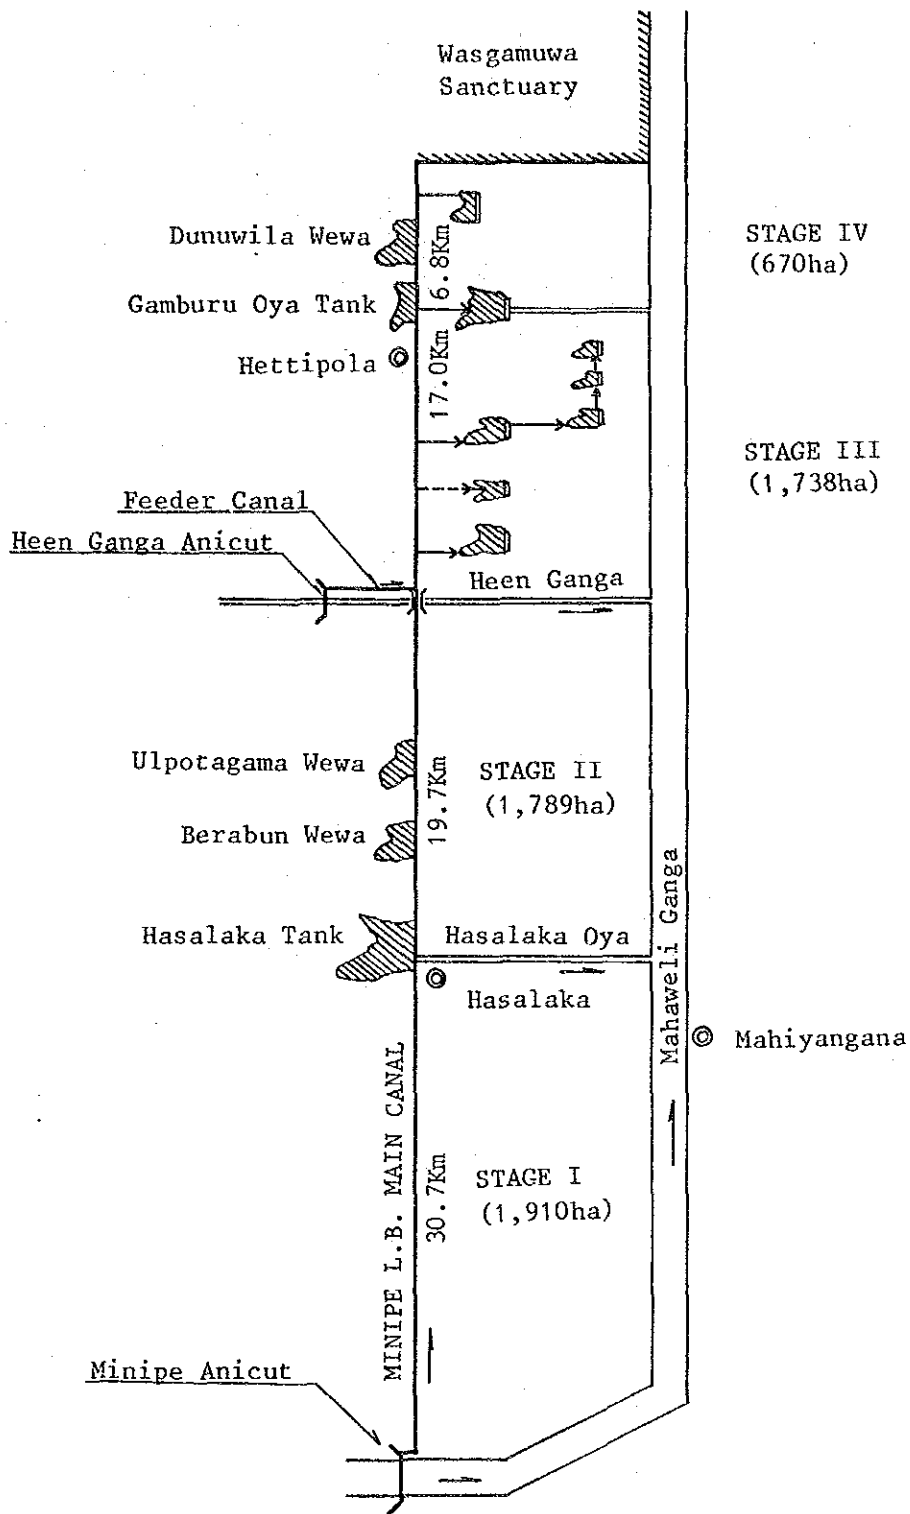 Wasgamuwa
Sanctuary
Dunuwila Wewa
6.8Km
STAGE IV
(670ha)
Gamburu Oya Tank
Hettipola
17.0Km
STAGE III
(1,738ha)
Feeder Canal
Heen Ganga Anicut
Heen Ganga
Ulpotagama Wewa
19.7Km
STAGE II
(1,789ha)
Berabun Wewa
Hasalaka Tank
Hasalaka Oya
Hasalaka
Mahaweli Ganga
Mahiyangana
MINIPE L.B. MAIN CANAL
30.7Km
STAGE I
(1,910ha)
Minipe Anicut